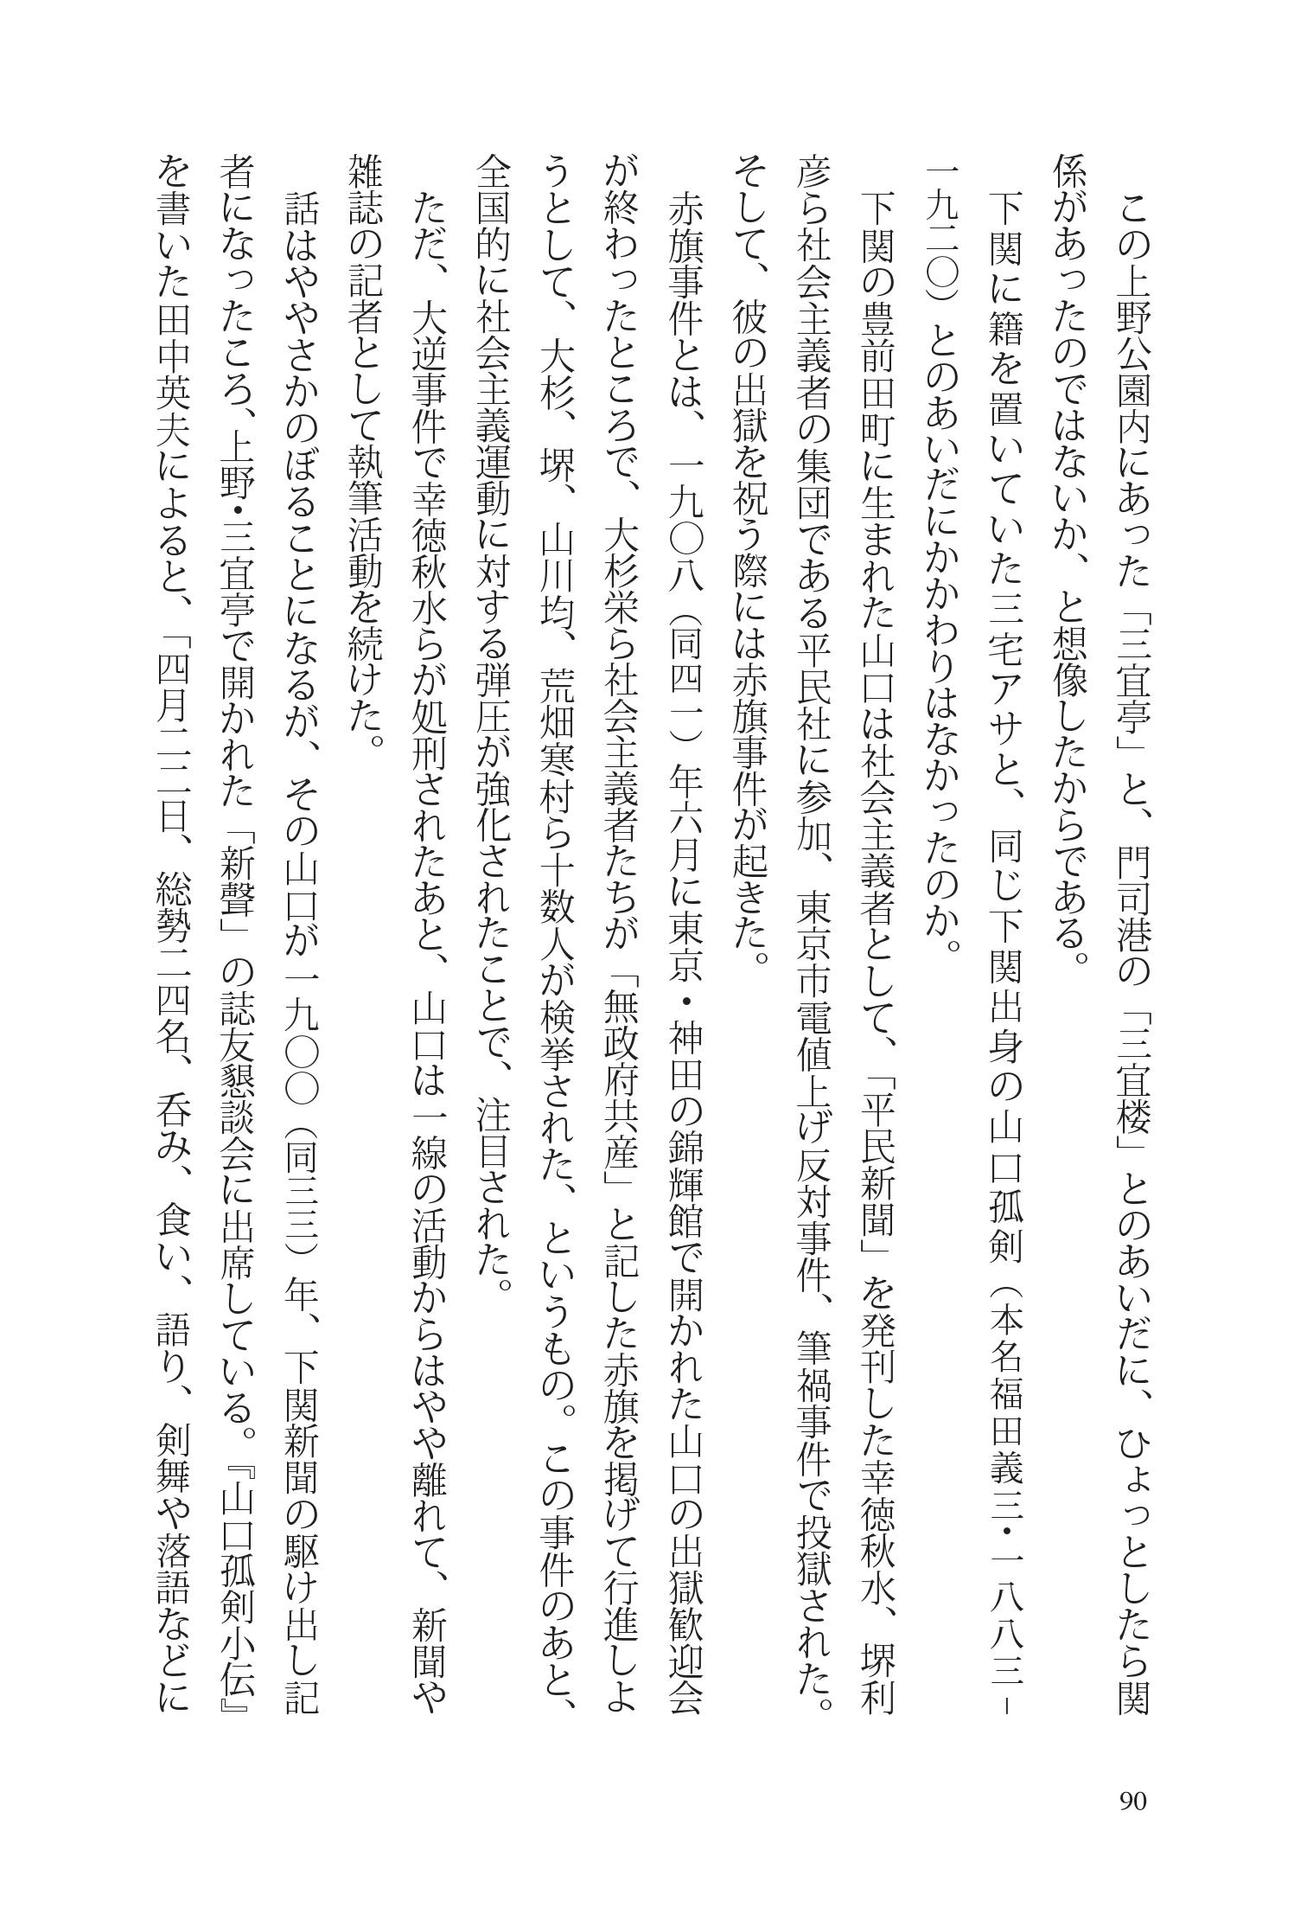 この上野公園内にあった「三宜亭」と、門司港の「三宜楼」とのあいだに、ひょっとしたら関
係があったのではないか、と想像したからである。
　下関に籍を置いていた三宅アサと、同じ下関出身の山口孤剣（本名福田義三・一八八三－
一九二〇）とのあいだにかかわりはなかったのか。
　下関の豊前田町に生まれた山口は社会主義者として、「平民新聞」を発刊した幸徳秋水、堺利
彦ら社会主義者の集団である平民社に参加、東京市電値上げ反対事件、筆禍事件で投獄された。
そして、彼の出獄を祝う際には赤旗事件が起きた。
　赤旗事件とは、一九〇八（同四一）年六月に東京・神田の錦輝館で開かれた山口の出獄歓迎会
が終わったところで、大杉栄ら社会主義者たちが「無政府共産」と記した赤旗を掲げて行進しよ
うとして、大杉、堺、山川均、荒畑寒村ら十数人が検挙された、というもの。この事件のあと、
全国的に社会主義運動に対する弾圧が強化されたことで、注目された。
　ただ、大逆事件で幸徳秋水らが処刑されたあと、山口は一線の活動からはやや離れて、新聞や
雑誌の記者として執筆活動を続けた。
　話はややさかのぼることになるが、その山口が一九〇〇（同三三）年、下関新聞の駆け出し記
者になったころ、上野・三宜亭で開かれた「新聲」の誌友懇談会に出席している。『山口孤剣小伝』
を書いた田中英夫によると、「四月二二日、総勢二四名、呑み、食い、語り、剣舞や落語などに
90